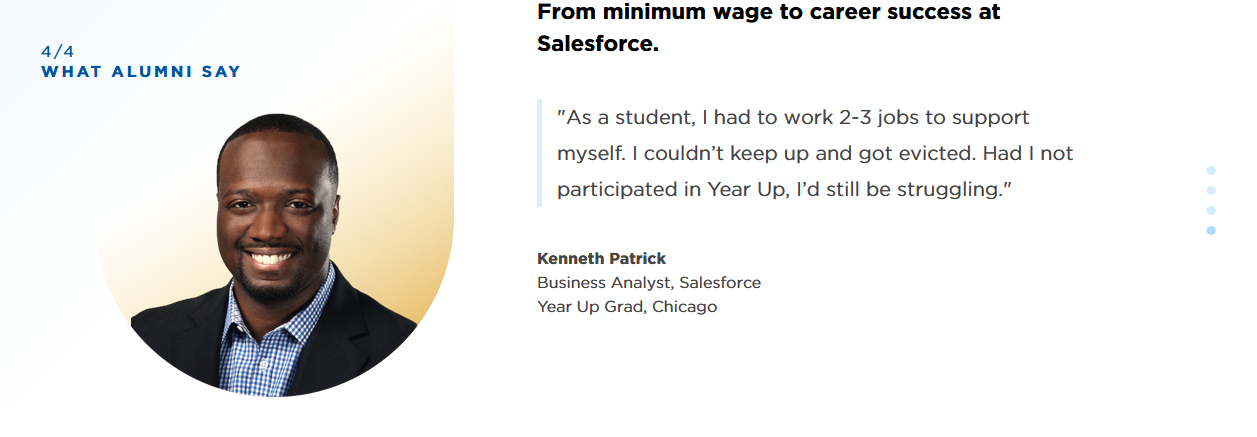 4/4
WHAT ALUMNI SAY
From minimum wage to career success at
Salesforce.
"As a student, I had to work 2-3 jobs to support
myself. I couldn’t keep up and got evicted. Had I not
participated in Year Up, I’d still be struggling."
Kenneth Patrick
Business Analyst, Salesforce
Year Up Grad, Chicago